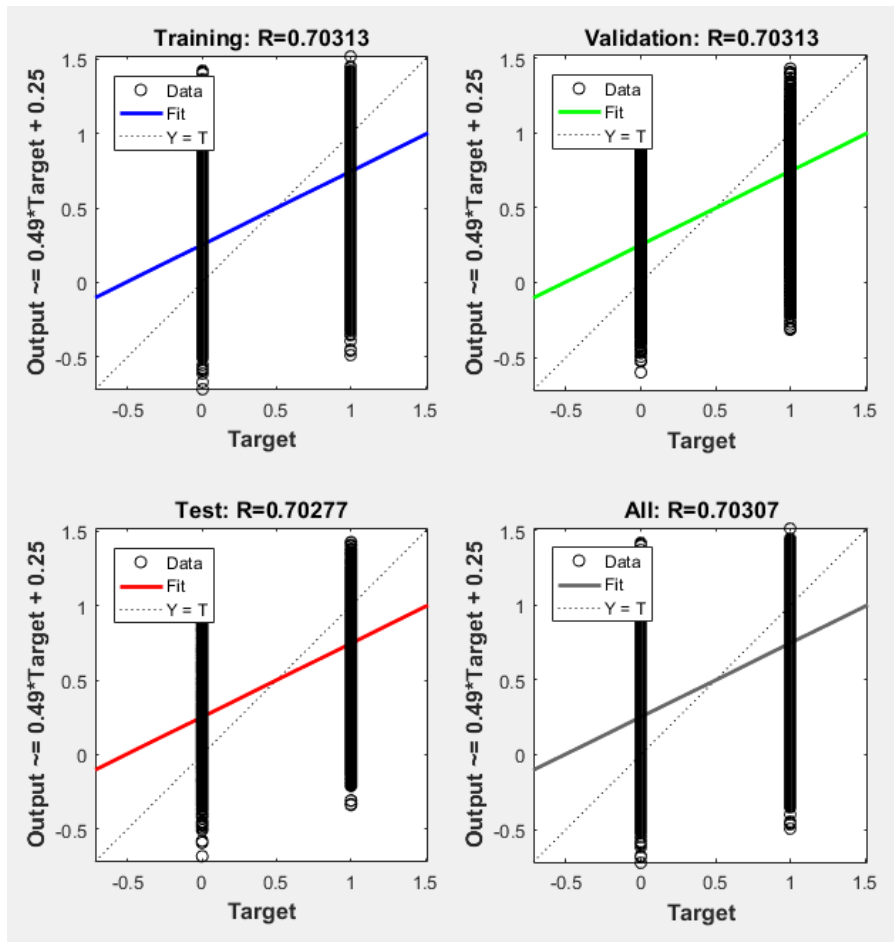 Training: R=0.70313
Output ~= 0.49*Target + 0.25
1.5
1
0.5
0
-0.5
Data
Fit
Y = T
-0.5
0
0.5
1
1.5
Target
Validation: R=0.70313
Output ~= 0.49*Target + 0.25
1.5
1
0.5
0
-0.5
Data
Fit
Y = T
-0.5
0
0.5
1
1.5
Target
Test: R=0.70277
Output ~= 0.49*Target + 0.25
1.5
1
0.5
0
-0.5
Data
Fit
Y = T
-0.5
0
0.5
1
1.5
Target
All: R=0.70307
Output ~= 0.49*Target + 0.25
1.5
1
0.5
0
-0.5
Data
Fit
Y = T
-0.5
0
0.5
1
1.5
Target